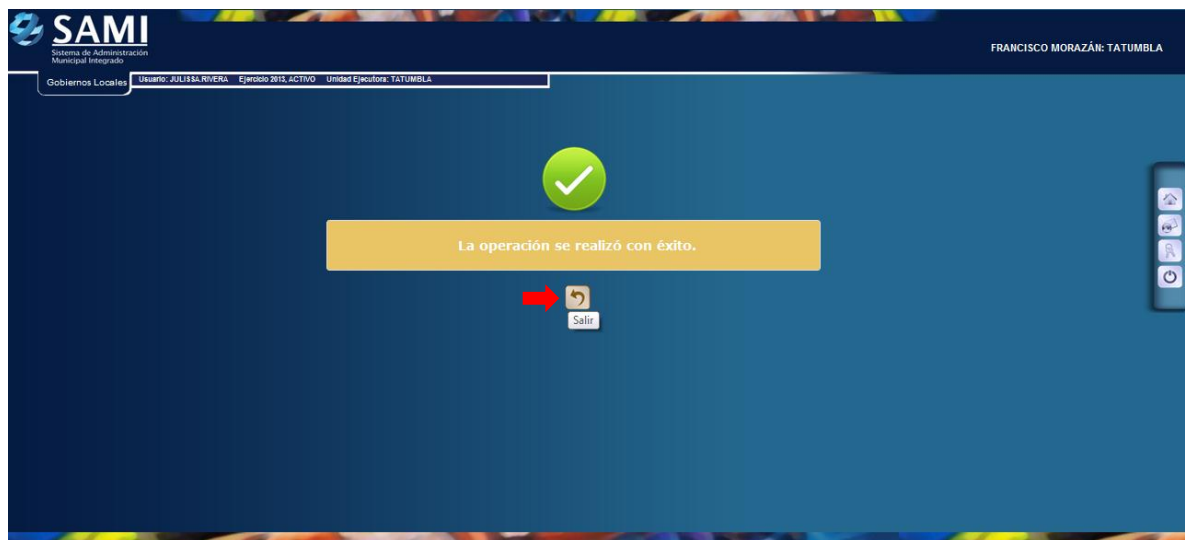 SAMI
Sistema de Administración
Municipal Integrado
FRANCISCO MORAZÁN: TATUMBLA
Gobiernos Locales
Usuario: JULISSA.RIVERA Ejercicio 2013, ACTIVO Unidad Ejecutora: TATUMBLA
La operación se realizó con éxito.
Salir